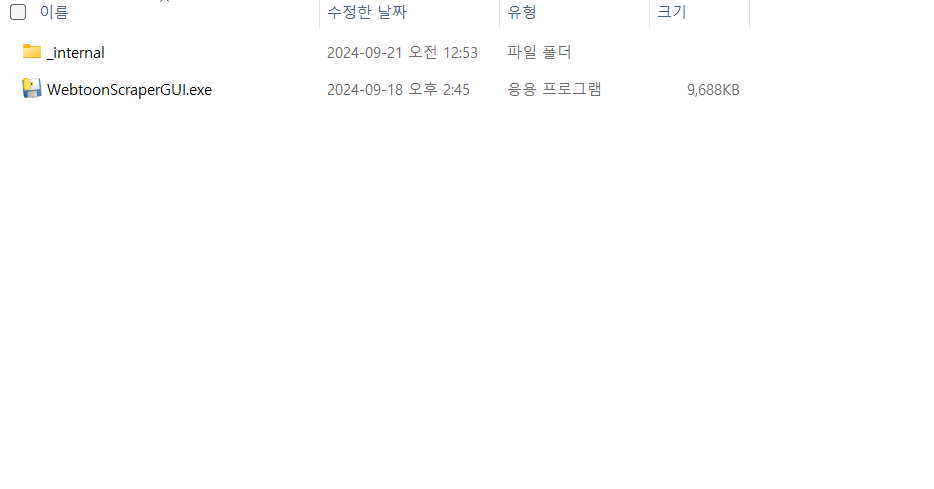 이름 수정한 날짜 유형 크기
_internal 2024-09-21 오전 12:53 파일 폴더
WebtoonScraperGUI.exe 2024-09-18 오후 2:45 응용 프로그램 9,688KB